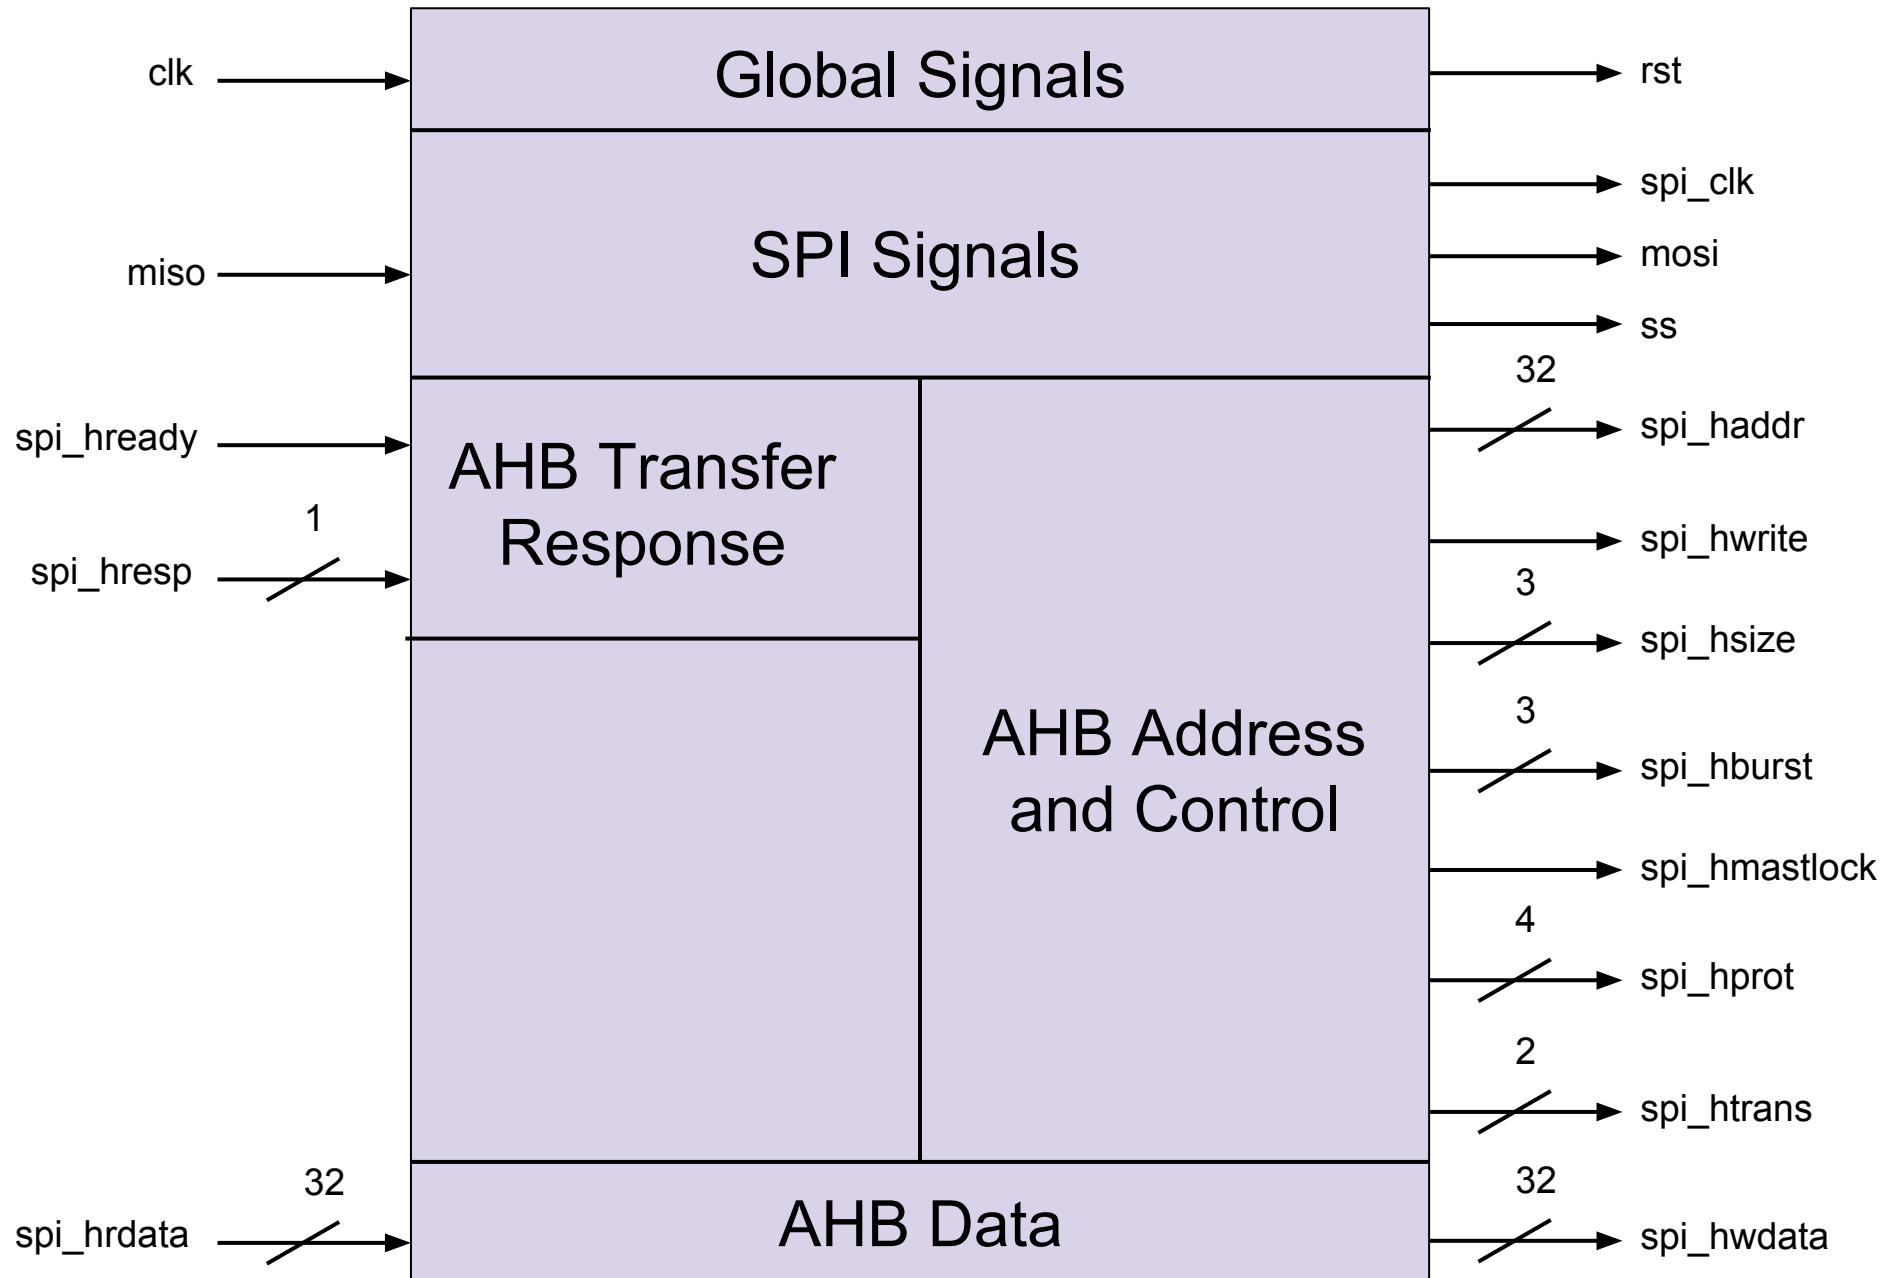 clk
Global Signals
rst
spi_clk
miso
SPI Signals
mosi
ss
32
spi_hready
AHB Transfer
Response
spi_haddr
1
spi_hresp
spi_hwrite
3
spi_hsize
3
AHB Address
and Control
spi_hburst
spi_hmastlock
4
spi_hprot
2
spi_htrans
32
spi_hrdata
AHB Data
32
spi_hwdata